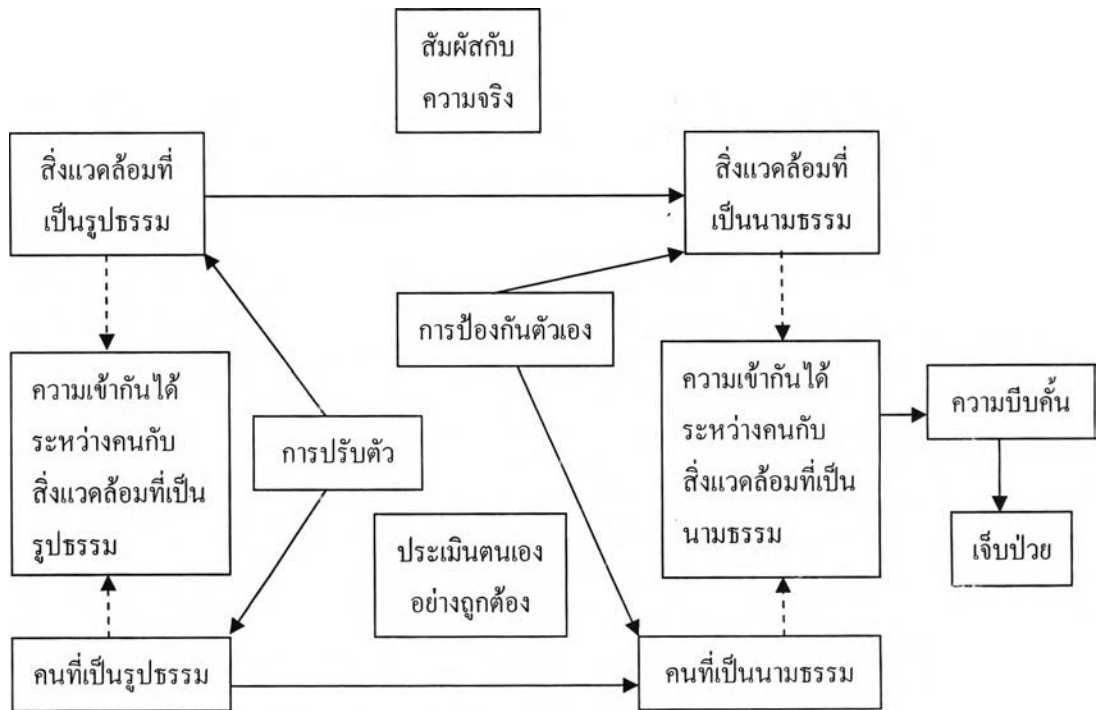 สัมผัสกับ
ความจริง
สิ่งแวดล้อมที่
เป็นรูปธรรม
สิ่งแวดล้อมที่
เป็นนามธรรม
การป้องกันตัวเอง
ความเข้ากันได้
ระหว่างคนกับ
สิ่งแวดล้อมที่เป็น
รูปธรรม
การปรับตัว
ความเข้ากันได้
ระหว่างคนกับ
สิ่งแวดล้อมที่เป็น
นามธรรม
ความบีบคั้น
เจ็บป่วย
ประเมินตนเอง
อย่างถูกต้อง
คนที่เป็นรูปธรรม
คนที่เป็นนามธรรม